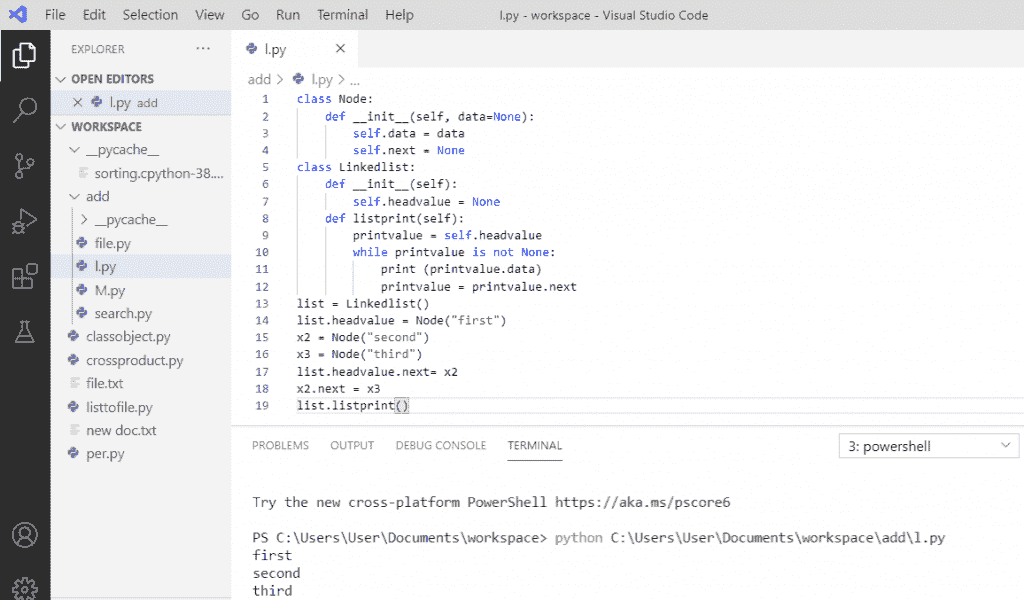 File Edit Selection View Go Run Terminal Help l.py - workspace - Visual Studio Code
EXPLORER ...
OPEN EDITORS
l.py add
WORKSPACE
__pycache__
sorting.cpython-38....
add
__pycache__
file.py
l.py
M.py
search.py
classobject.py
crossproduct.py
file.txt
listtofile.py
new doc.txt
per.py
l.py
add > l.py > ...
1 class Node:
2     def __init__(self, data=None):
3         self.data = data
4         self.next = None
5 class Linkedlist:
6     def __init__(self):
7         self.headvalue = None
8     def listprint(self):
9         printvalue = self.headvalue
10         while printvalue is not None:
11             print (printvalue.data)
12             printvalue = printvalue.next
13 list = Linkedlist()
14 list.headvalue = Node("first")
15 x2 = Node("second")
16 x3 = Node("third")
17 list.headvalue.next= x2
18 x2.next = x3
19 list.listprint()
PROBLEMS OUTPUT DEBUG CONSOLE TERMINAL 3: powershell
Try the new cross-platform PowerShell https://aka.ms/pscore6
PS C:\Users\User\Documents\workspace> python C:\Users\User\Documents\workspace\add\l.py
first
second
third